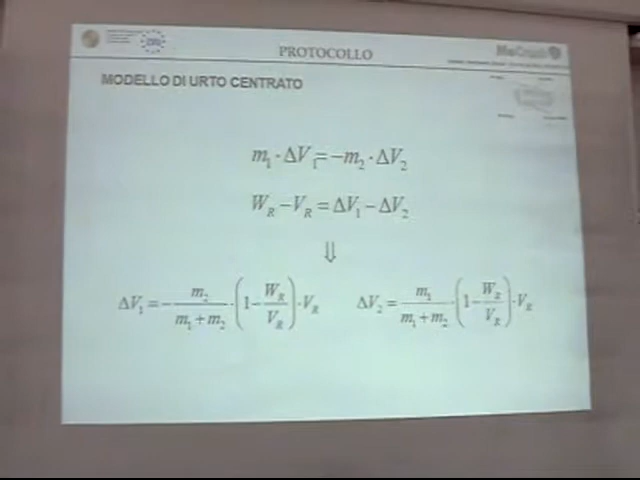 PROTOCOLLO
MODELLO DI URTO CENTRATO
m₁ · ΔV₁ = −m₂ · ΔV₂
W_R − V_R = ΔV₁ − ΔV₂
⇓
ΔV₁ = − m₂ / (m₁ + m₂) · (1 − W_R / V_R) · V_R
ΔV₂ = m₁ / (m₁ + m₂) · (1 − W_R / V_R) · V_R